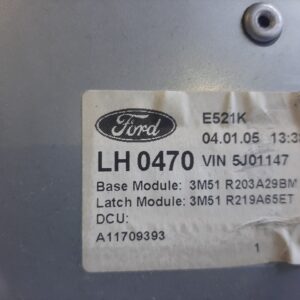 Ford
E521K
04.01.05 13:3
LH 0470 VIN 5J01147
Base Module: 3M51 R203A29BM
Latch Module: 3M51 R219A65ET
DCU:
A11709393
1